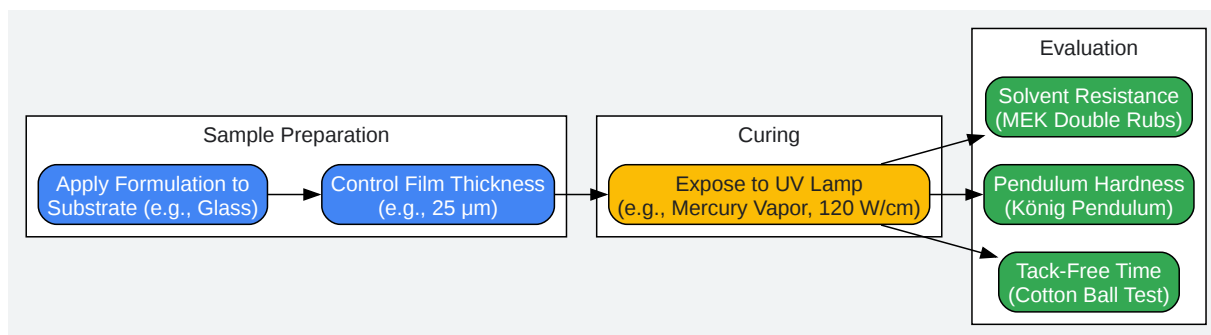 Sample Preparation
Apply Formulation to
Substrate (e.g., Glass)
Control Film Thickness
(e.g., 25 μm)
Curing
Expose to UV Lamp
(e.g., Mercury Vapor, 120 W/cm)
Evaluation
Solvent Resistance
(MEK Double Rubs)
Pendulum Hardness
(König Pendulum)
Tack-Free Time
(Cotton Ball Test)